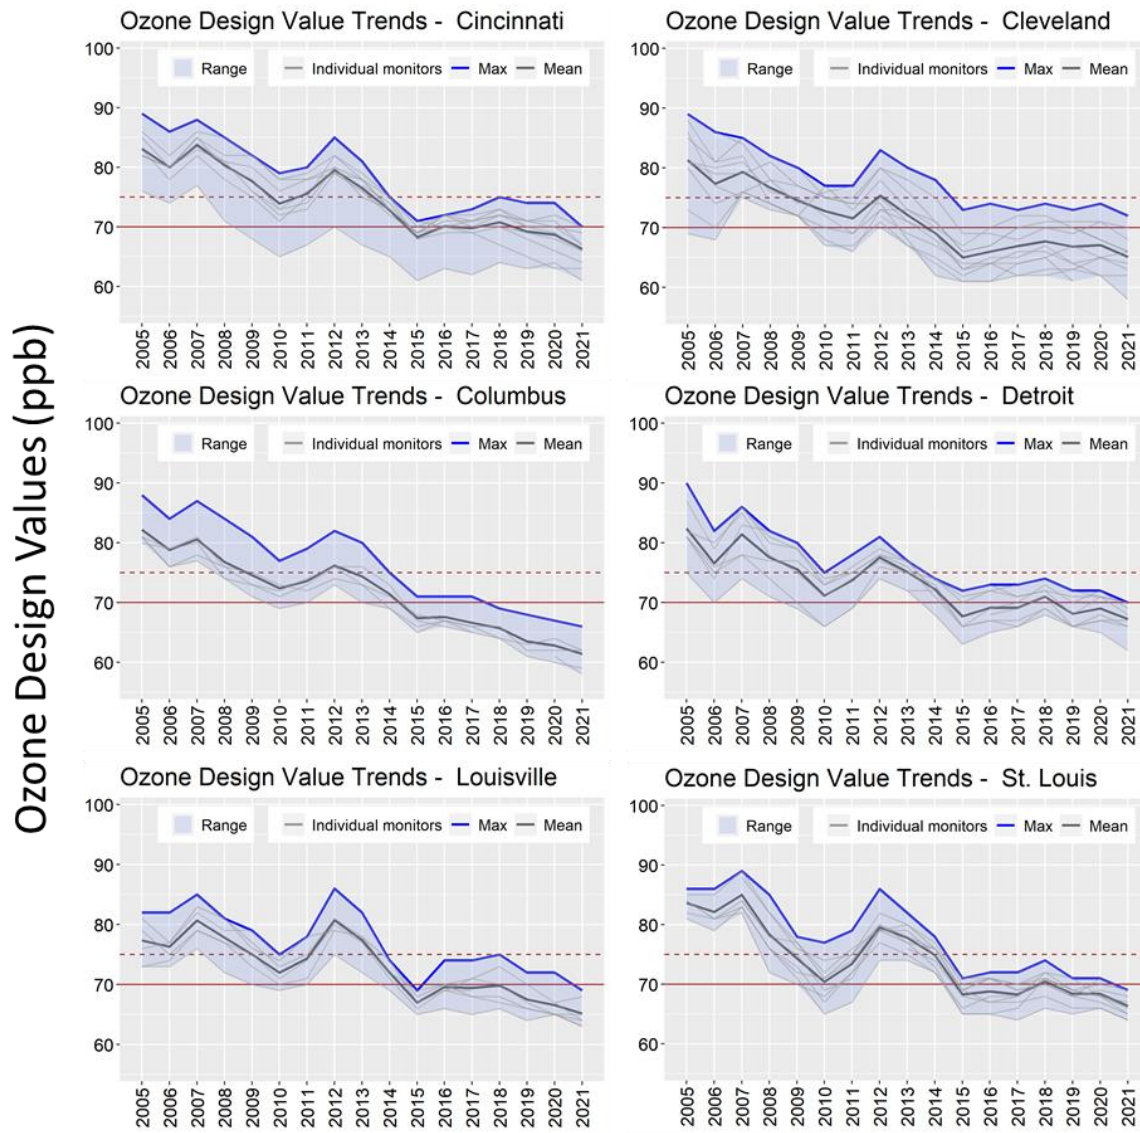 Ozone Design Values (ppb)
Ozone Design Value Trends - Cincinnati
Range Individual monitors Max Mean
100
90
80
70
60
2005 2006 2007 2008 2009 2010 2011 2012 2013 2014 2015 2016 2017 2018 2019 2020 2021
Ozone Design Value Trends - Cleveland
Range Individual monitors Max Mean
100
90
80
70
60
2005 2006 2007 2008 2009 2010 2011 2012 2013 2014 2015 2016 2017 2018 2019 2020 2021
Ozone Design Value Trends - Columbus
Range Individual monitors Max Mean
100
90
80
70
60
2005 2006 2007 2008 2009 2010 2011 2012 2013 2014 2015 2016 2017 2018 2019 2020 2021
Ozone Design Value Trends - Detroit
Range Individual monitors Max Mean
100
90
80
70
60
2005 2006 2007 2008 2009 2010 2011 2012 2013 2014 2015 2016 2017 2018 2019 2020 2021
Ozone Design Value Trends - Louisville
Range Individual monitors Max Mean
100
90
80
70
60
2005 2006 2007 2008 2009 2010 2011 2012 2013 2014 2015 2016 2017 2018 2019 2020 2021
Ozone Design Value Trends - St. Louis
Range Individual monitors Max Mean
100
90
80
70
60
2005 2006 2007 2008 2009 2010 2011 2012 2013 2014 2015 2016 2017 2018 2019 2020 2021